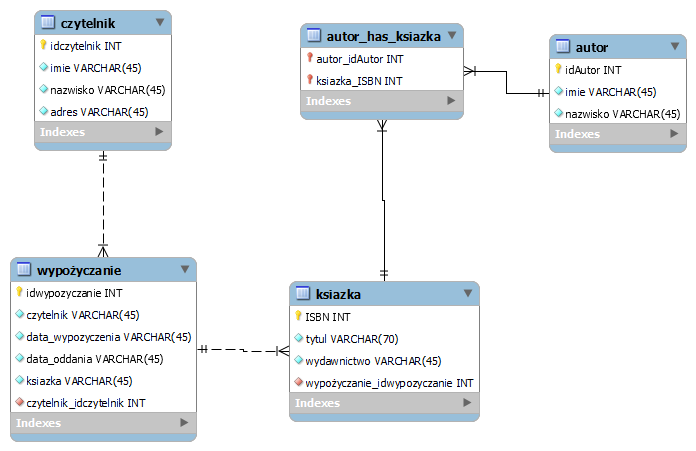 czytelnik
idczytelnik INT
imie VARCHAR(45)
nazwisko VARCHAR(45)
adres VARCHAR(45)
Indexes
autor_has_ksiazka
autor_idAutor INT
ksiazka_ISBN INT
Indexes
autor
idAutor INT
imie VARCHAR(45)
nazwisko VARCHAR(45)
Indexes
wypożyczanie
idwypozyczanie INT
czytelnik VARCHAR(45)
data_wypozyczenia VARCHAR(45)
data_oddania VARCHAR(45)
ksiazka VARCHAR(45)
czytelnik_idczytelnik INT
Indexes
ksiazka
ISBN INT
tytul VARCHAR(70)
wydawnictwo VARCHAR(45)
wypożyczanie_idwypozyczanie INT
Indexes